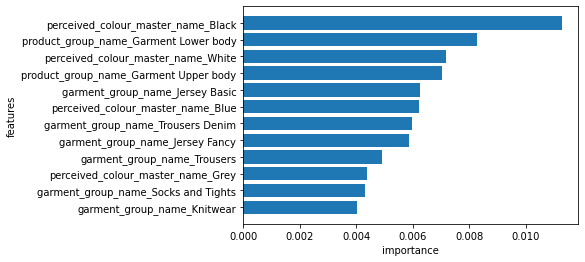 perceived_colour_master_name_Black
product_group_name_Garment Lower body
perceived_colour_master_name_White
product_group_name_Garment Upper body
garment_group_name_Jersey Basic
perceived_colour_master_name_Blue
garment_group_name_Trousers Denim
garment_group_name_Jersey Fancy
garment_group_name_Trousers
perceived_colour_master_name_Grey
garment_group_name_Socks and Tights
garment_group_name_Knitwear
features
0.000 0.002 0.004 0.006 0.008 0.010
importance